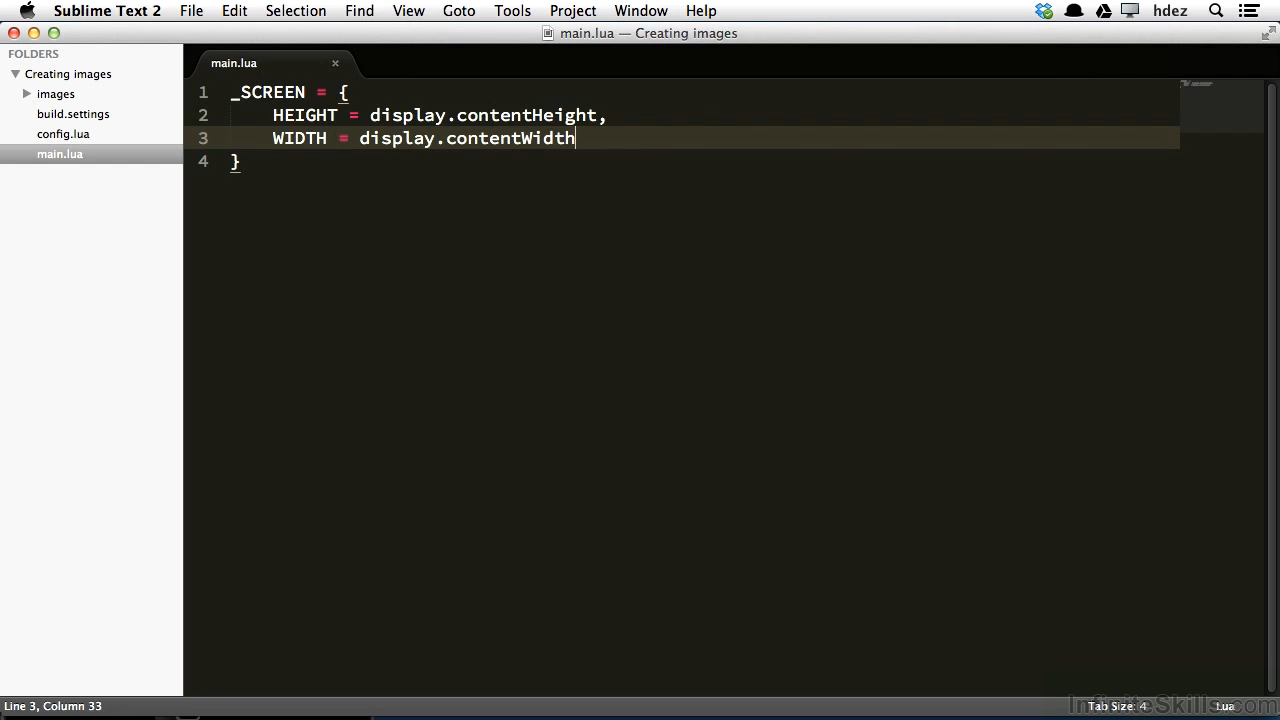 Sublime Text 2 File Edit Selection Find View Goto Tools Project Window Help hdez
main.lua — Creating images
FOLDERS
Creating images
images
build.settings
config.lua
main.lua
main.lua ×
1 _SCREEN = {
2 HEIGHT = display.contentHeight,
3 WIDTH = display.contentWidth
4 }
Line 3, Column 33 Tab Size: 4 Lua
InfiniteSkills.com